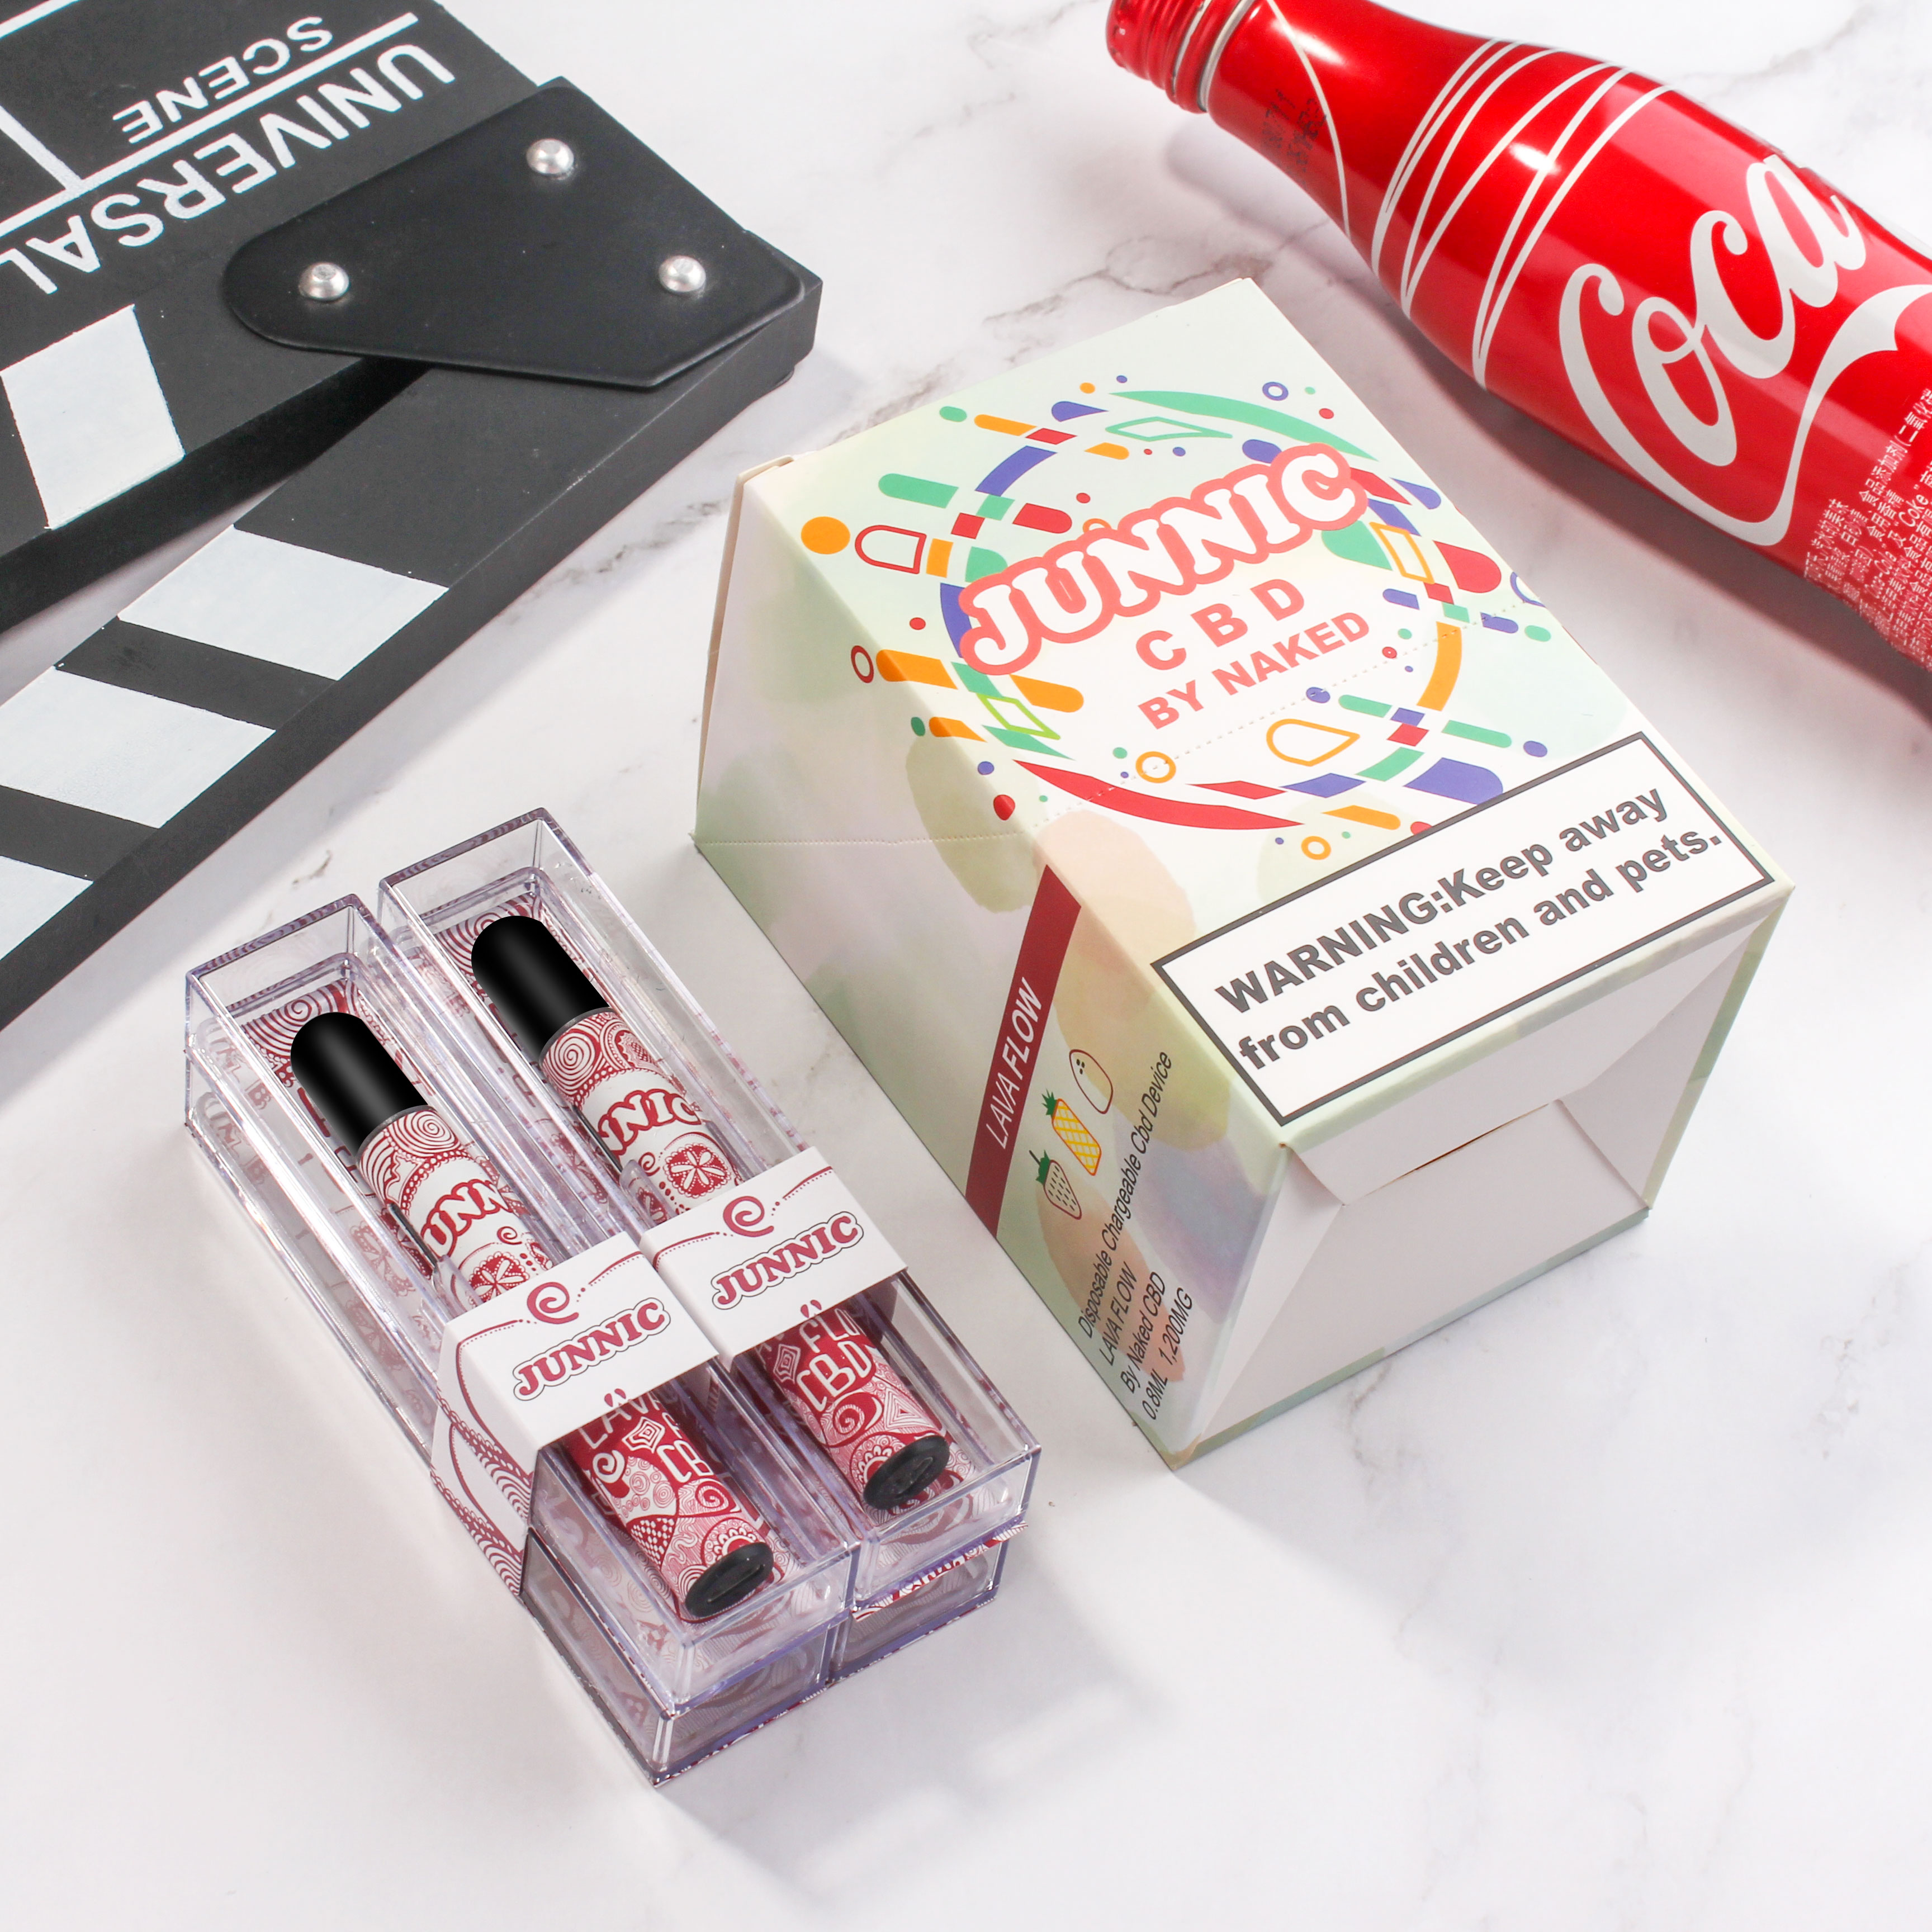 UNIVERSAL
SCENE
Coca
JUNNIC
CBD
BY NAKED
WARNING:Keep away
from children and pets.
LAVA FLOW
Disposable Chargeable Cbd Device
LAVA FLOW
By Naked CBD
0.8ML 1,200MG
JUNNIC
JUNNIC
CBD